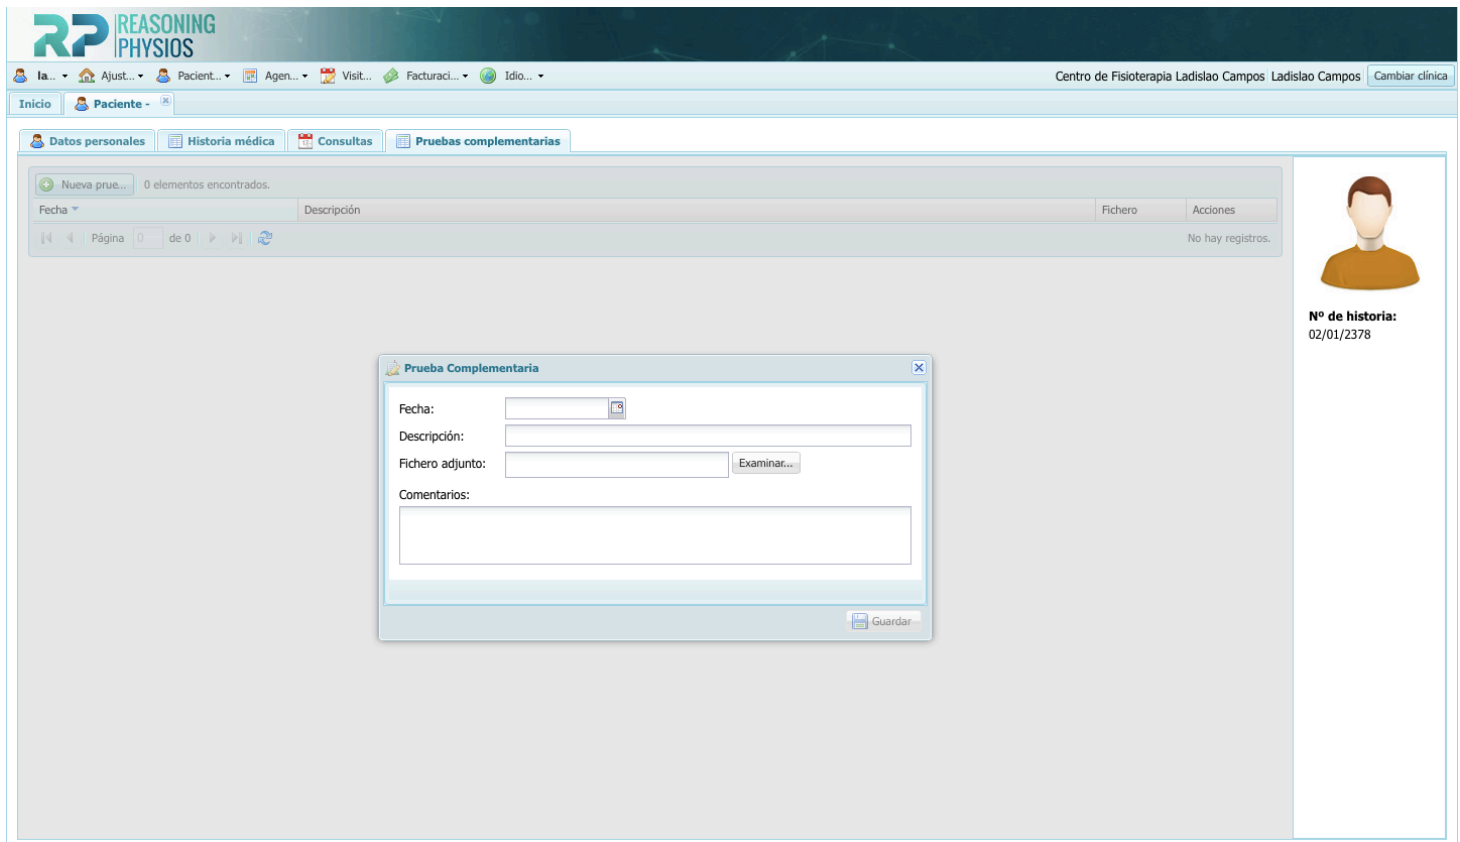 REASONING
RP PHYSIOS
la... Ajust... Pacient... Agen... Visit... Facturaci... Idio... Centro de Fisioterapia Ladislao Campos Ladislao Campos Cambiar clínica
Inicio Paciente -
Datos personales Historia médica Consultas Pruebas complementarias
Nueva prue... 0 elementos encontrados.
Fecha Descripción Fichero Acciones
Página 0 de 0 No hay registros.
Nº de historia:
02/01/2378
Prueba Complementaria
Fecha:
Descripción:
Fichero adjunto: Examinar...
Comentarios:
Guardar